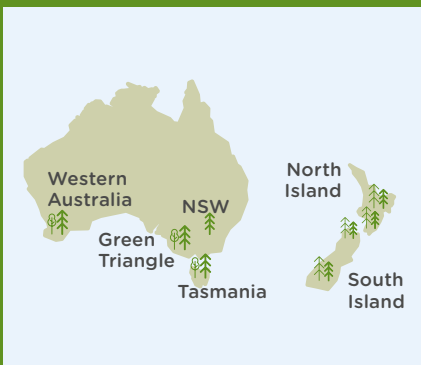 Western
Australia
NSW
Green
Triangle
Tasmania
North
Island
South
Island